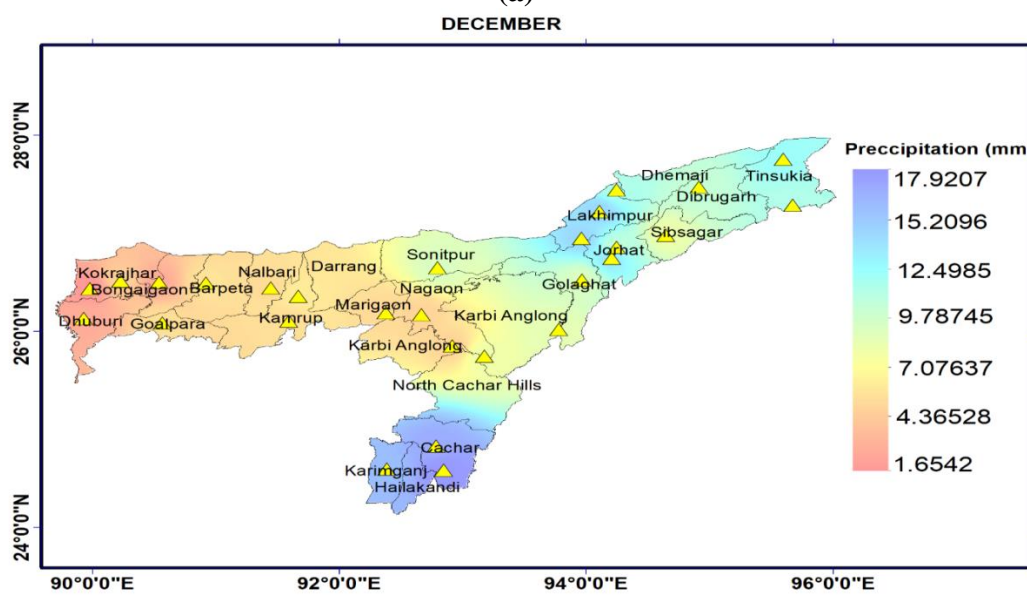 (a)
DECEMBER
28°0'0"N
26°0'0"N
24°0'0"N
Dhemaji
Tinsukia
Dibrugarh
Lakhimpur
Sibsagar
Jorhat
Sonitpur
Darrang
Nalbari
Kokrajhar
Golaghat
Bongaigaon
Barpeta
Nagaon
Marigaon
Karbi Anglong
Kamrup
Dhuburi
Goalpara
Karbi Anglong
North Cachar Hills
Cachar
Karimganj
Hailakandi
Preccipitation (mm
17.9207
15.2096
12.4985
9.78745
7.07637
4.36528
1.6542
90°0'0"E
92°0'0"E
94°0'0"E
96°0'0"E